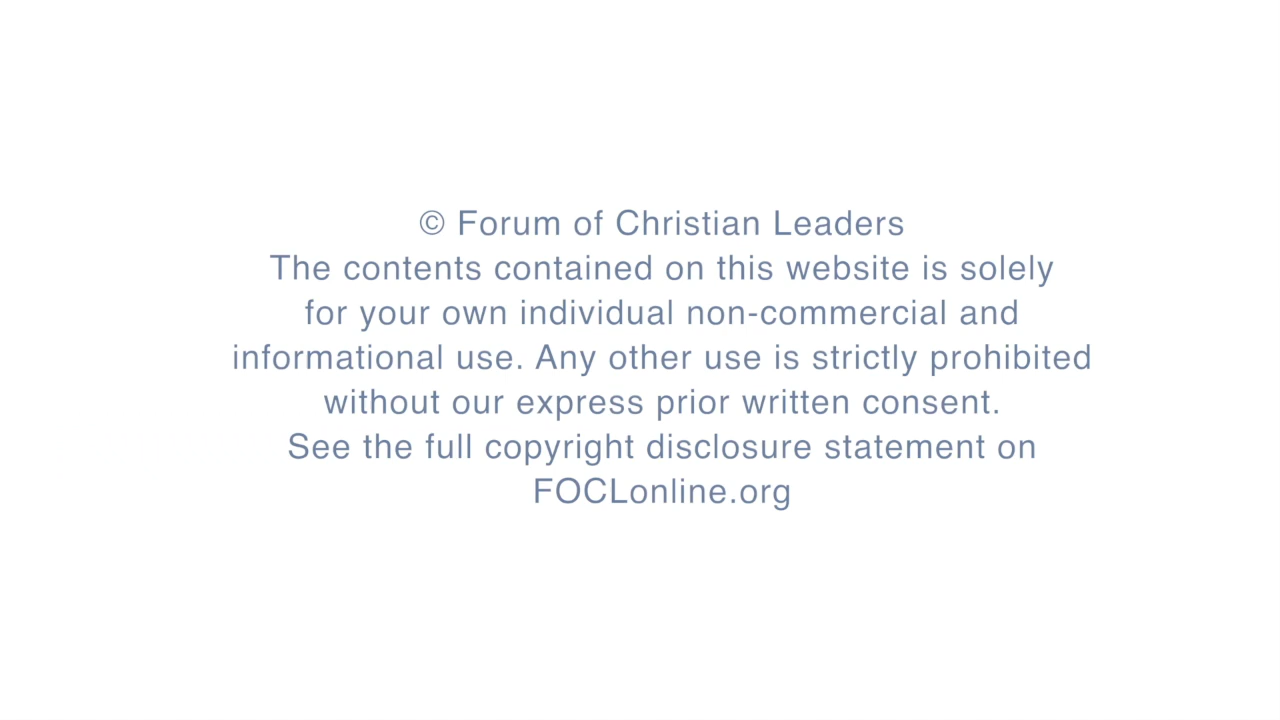 © Forum of Christian Leaders
The contents contained on this website is solely
for your own individual non-commercial and
informational use. Any other use is strictly prohibited
without our express prior written consent.
See the full copyright disclosure statement on
FOCLonline.org